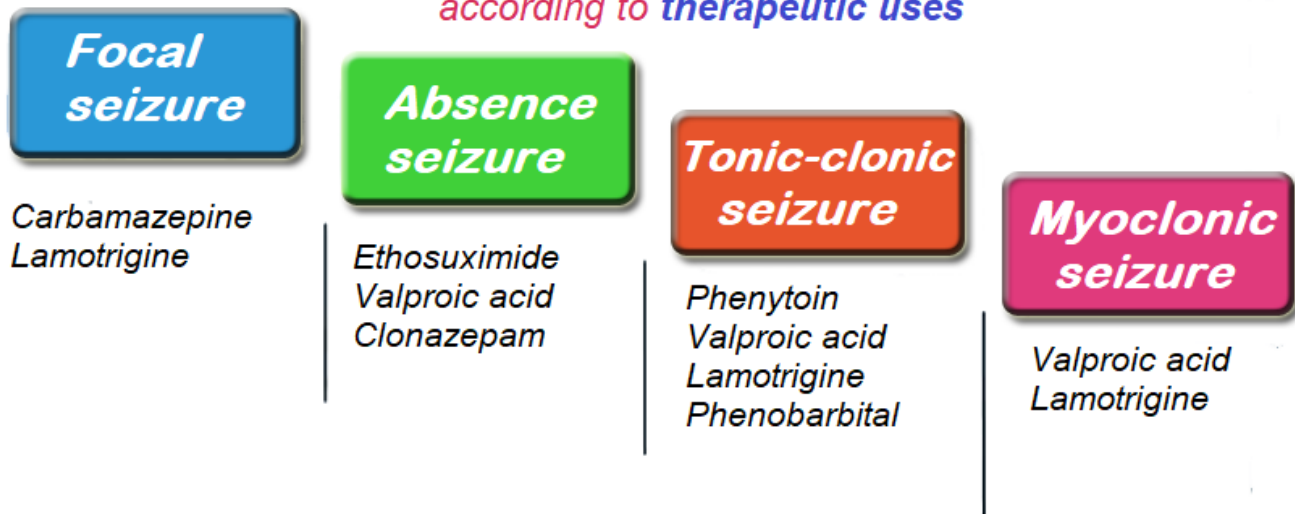 according to therapeutic uses
Focal
seizure
Carbamazepine
Lamotrigine
Absence
seizure
Ethosuximide
Valproic acid
Clonazepam
Tonic-clonic
seizure
Phenytoin
Valproic acid
Lamotrigine
Phenobarbital
Myoclonic
seizure
Valproic acid
Lamotrigine